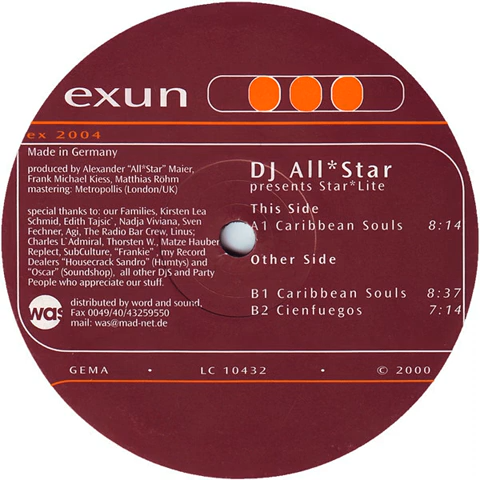 exun
ex 2004
Made in Germany
produced by Alexander "All*Star" Maier,
Frank Michael Kiess, Matthias Röhm
mastering: Metropollis (London/UK)
special thanks to: our Families, Kirsten Lea
Schmid, Edith Tajsic´, Nadja Viviana, Sven
Fechner, Agi, The Radio Bar Crew, Linus;
Charles L´Admiral, Thorsten W., Matze Hauber
Replect, SubCulture, "Frankie" , my Record
Dealers "Housecrack Sandro" (Humtys) and
"Oscar" (Soundshop), all other DjS and Party
People who appreciate our stuff.
was
distributed by word and sound,
Fax 0049/40/43259550
mail: was@mad-net.de
DJ All*Star
presents Star*Lite
This Side
A1 Caribbean Souls 8:14
Other Side
B1 Caribbean Souls 8:37
B2 Cienfuegos 7:14
GEMA • LC 10432 • © 2000